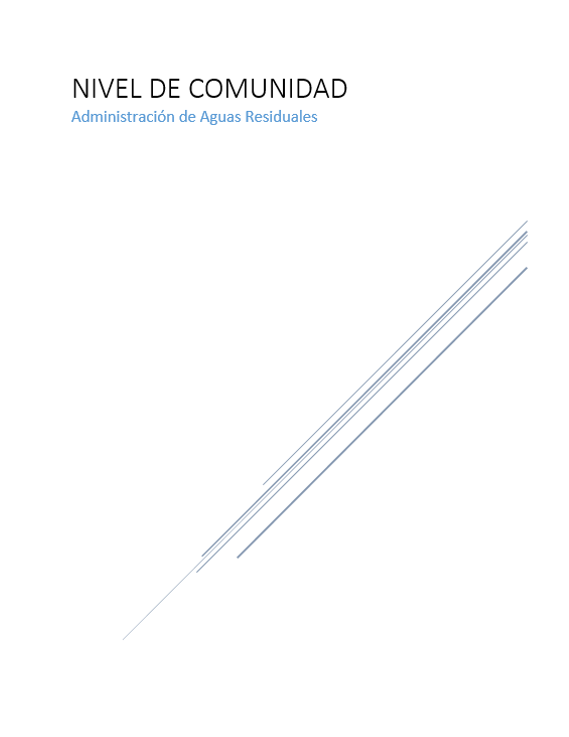 NIVEL DE COMUNIDAD
Administración de Aguas Residuales